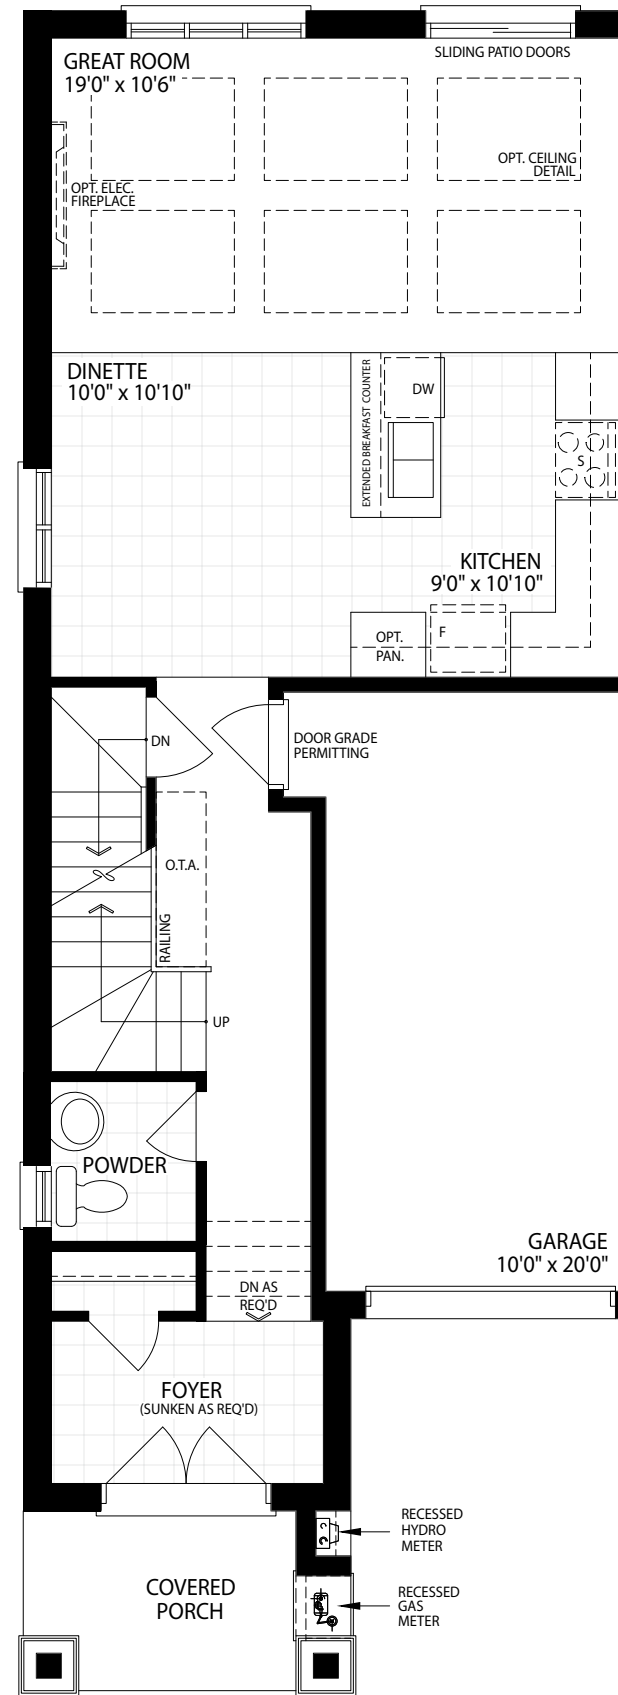 GREAT ROOM
19'0" x 10'6"
SLIDING PATIO DOORS
OPT. CEILING
DETAIL
OPT. ELEC.
FIREPLACE
DINETTE
10'0" x 10'10"
EXTENDED BREAKFAST COUNTER
DW
S
KITCHEN
9'0" x 10'10"
OPT.
PAN.
F
DN
DOOR GRADE
PERMITTING
O.T.A.
RAILING
UP
POWDER
GARAGE
10'0" x 20'0"
DN AS
REQ'D
FOYER
(SUNKEN AS REQ'D)
RECESSED
HYDRO
METER
COVERED
PORCH
RECESSED
GAS
METER